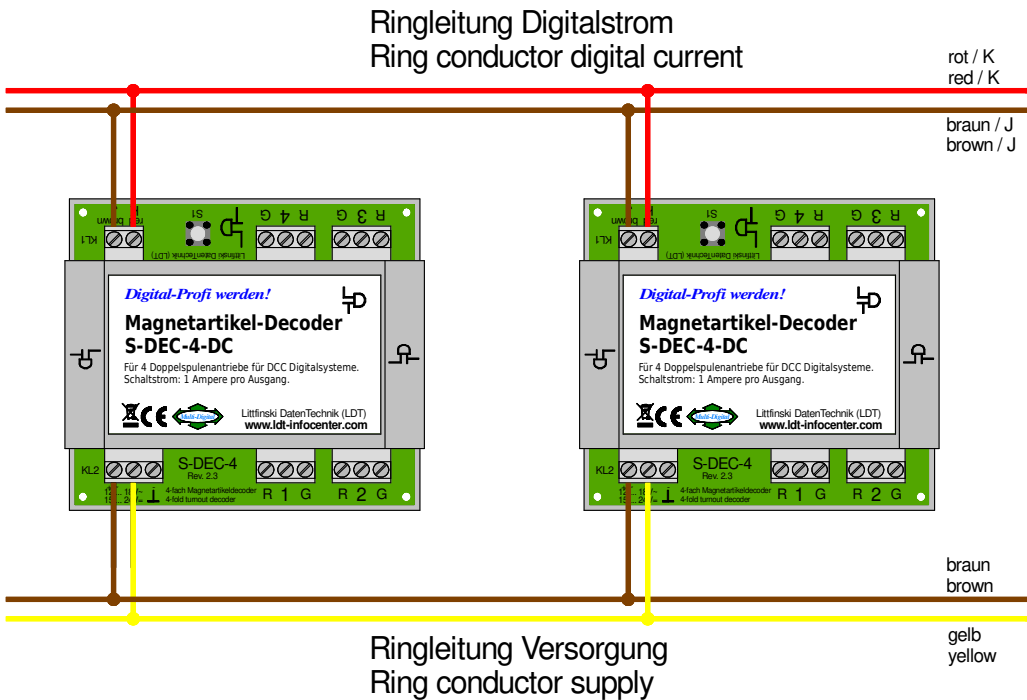 Ringleitung Digitalstrom
Ring conductor digital current
rot / K
red / K
braun / J
brown / J
KL1
S1
G 4 R
G 3 R
Littfinski DatenTechnik (LDT)
Digital-Profi werden!
Magnetartikel-Decoder
S-DEC-4-DC
Für 4 Doppelspulenantriebe für DCC Digitalsysteme.
Schaltstrom: 1 Ampere pro Ausgang.
CE
Multi-Digital
Littfinski DatenTechnik (LDT)
www.ldt-infocenter.com
KL2
S-DEC-4
Rev. 2.3
4-fach Magnetartikeldecoder
4-fold turnout decoder
R 1 G
R 2 G
KL1
S1
G 4 R
G 3 R
Littfinski DatenTechnik (LDT)
Digital-Profi werden!
Magnetartikel-Decoder
S-DEC-4-DC
Für 4 Doppelspulenantriebe für DCC Digitalsysteme.
Schaltstrom: 1 Ampere pro Ausgang.
CE
Multi-Digital
Littfinski DatenTechnik (LDT)
www.ldt-infocenter.com
KL2
S-DEC-4
Rev. 2.3
4-fach Magnetartikeldecoder
4-fold turnout decoder
R 1 G
R 2 G
braun
brown
gelb
yellow
Ringleitung Versorgung
Ring conductor supply